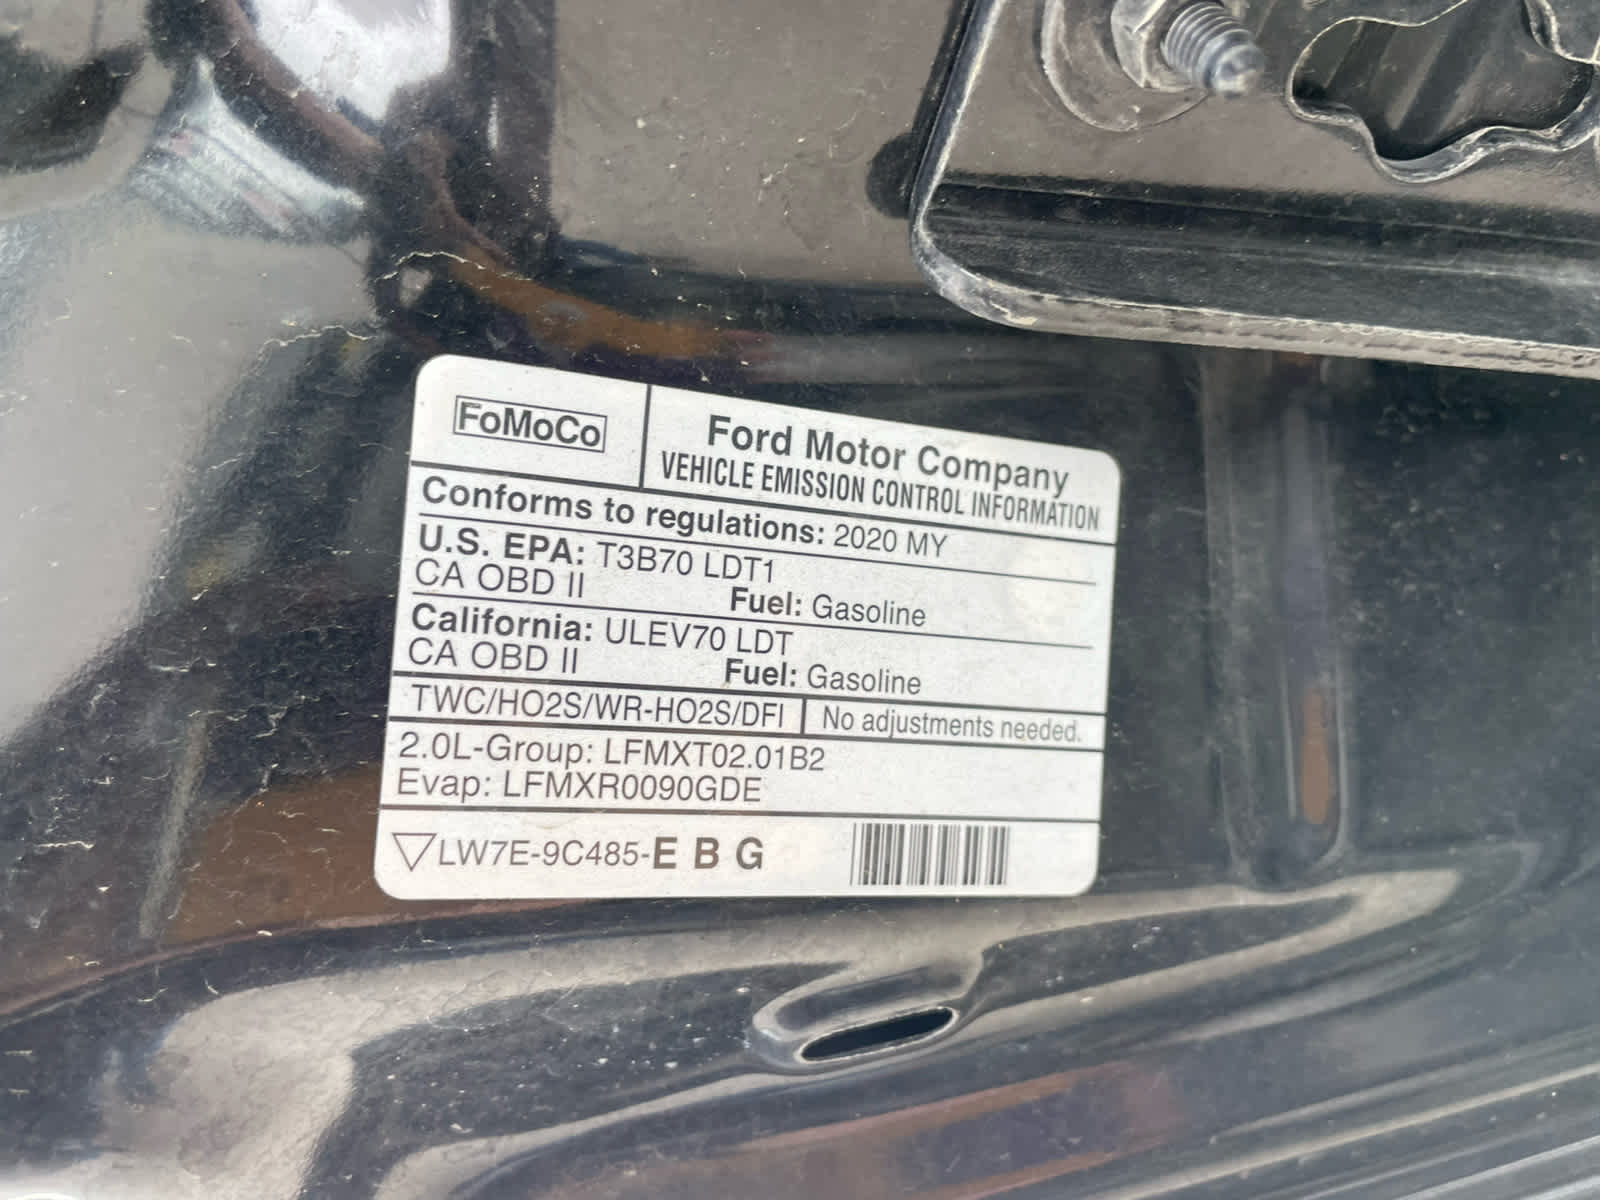 FoMoCo
Ford Motor Company
VEHICLE EMISSION CONTROL INFORMATION
Conforms to regulations: 2020 MY
U.S. EPA: T3B70 LDT1
CA OBD II Fuel: Gasoline
California: ULEV70 LDT
CA OBD II Fuel: Gasoline
TWC/HO2S/WR-HO2S/DFI No adjustments needed.
2.0L-Group: LFMXT02.01B2
Evap: LFMXR0090GDE
▽LW7E-9C485-E B G